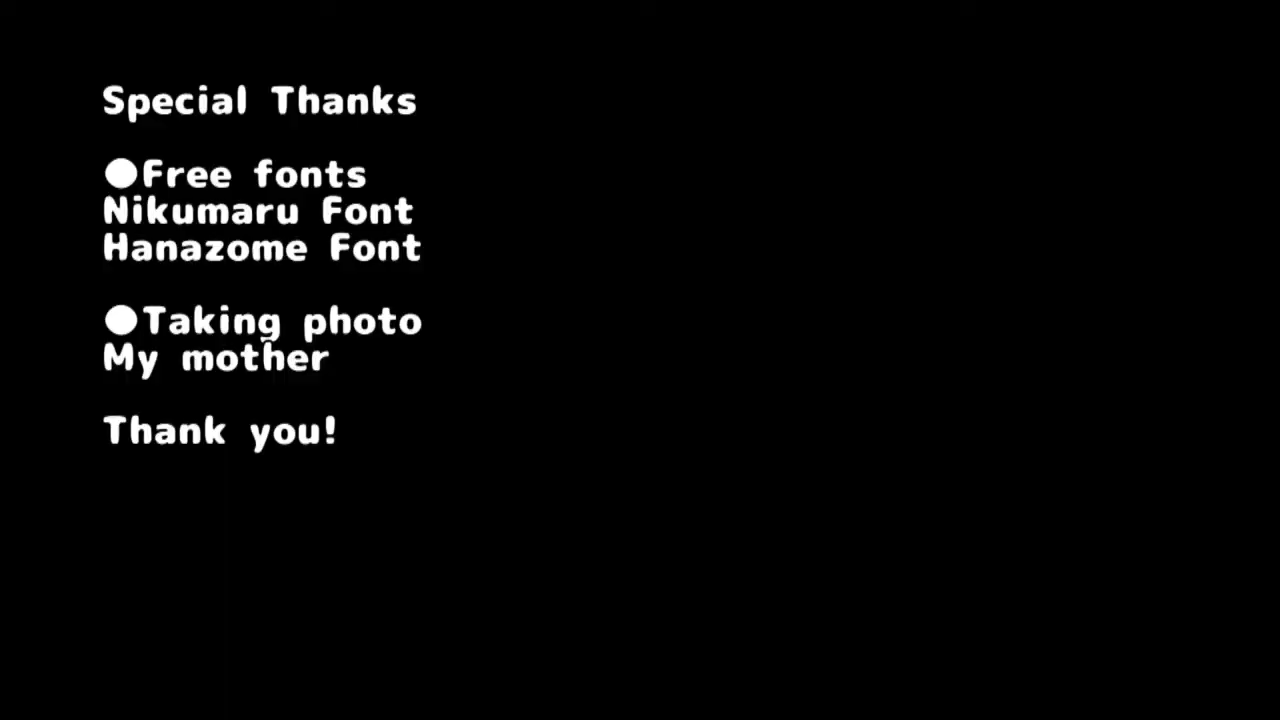 Special Thanks
●Free fonts
Nikumaru Font
Hanazome Font
●Taking photo
My mother
Thank you!